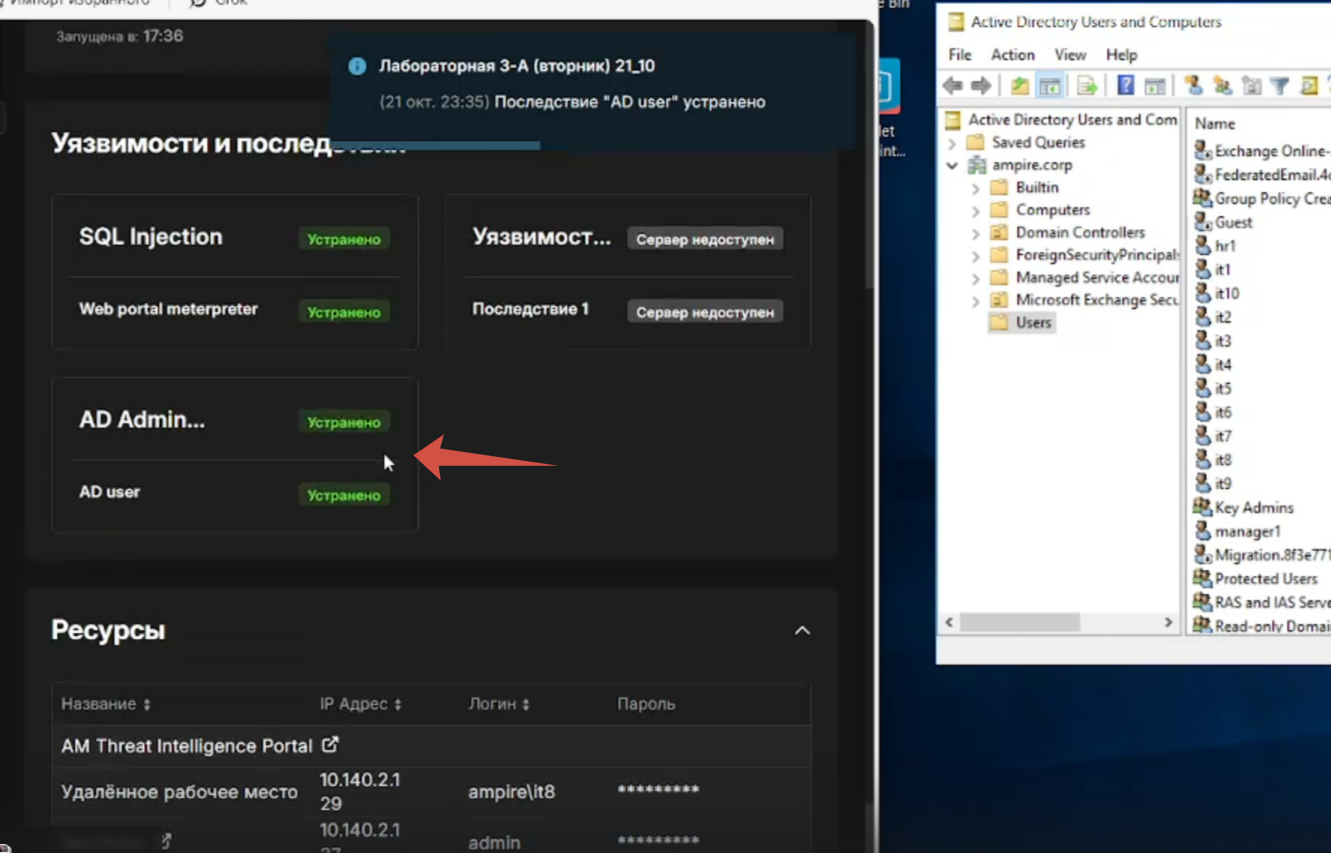 Импорт избранного
Grok
Запущена в: 17:36
Лабораторная 3-А (вторник) 21_10
(21 окт. 23:35) Последствие "AD user" устранено
Уязвимости и
SQL Injection
Устранено
Web portal meterpreter
Устранено
Уязвимост...
Сервер недоступен
Последствие 1
Сервер недоступен
AD Admin...
Устранено
AD user
Устранено
Ресурсы
Название
IP Адрес
Логин
Пароль
AM Threat Intelligence Portal
Удалённое рабочее место
10.140.2.1
29
ampire\it8
*********
10.140.2.1
admin
*********
e Bin
int...
Active Directory Users and Computers
File Action View Help
Active Directory Users and Com
Saved Queries
ampire.corp
Builtin
Computers
Domain Controllers
ForeignSecurityPrincipals
Managed Service Accour
Microsoft Exchange Secu
Users
Name
Exchange Online-
FederatedEmail.4c
Group Policy Crea
Guest
hr1
it1
it10
it2
it3
it4
it5
it6
it7
it8
it9
Key Admins
manager1
Migration.8f3e771
Protected Users
RAS and IAS Serve
Read-only Domai